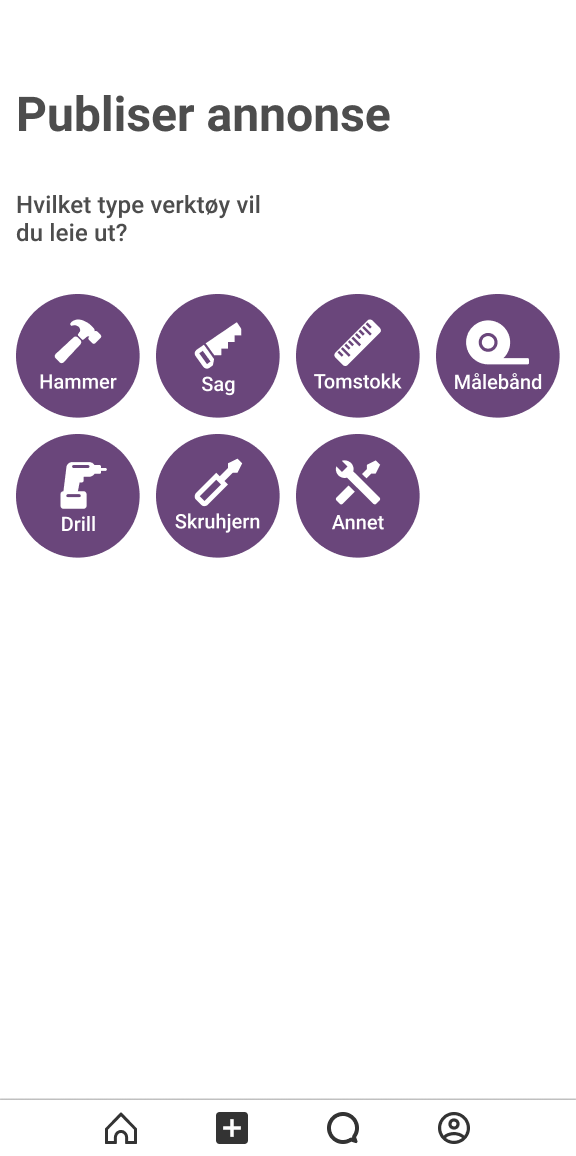 Publiser annonse
Hvilket type verktøy vil
du leie ut?
Hammer
Sag
Tomstokk
Målebånd
Drill
Skruhjern
Annet